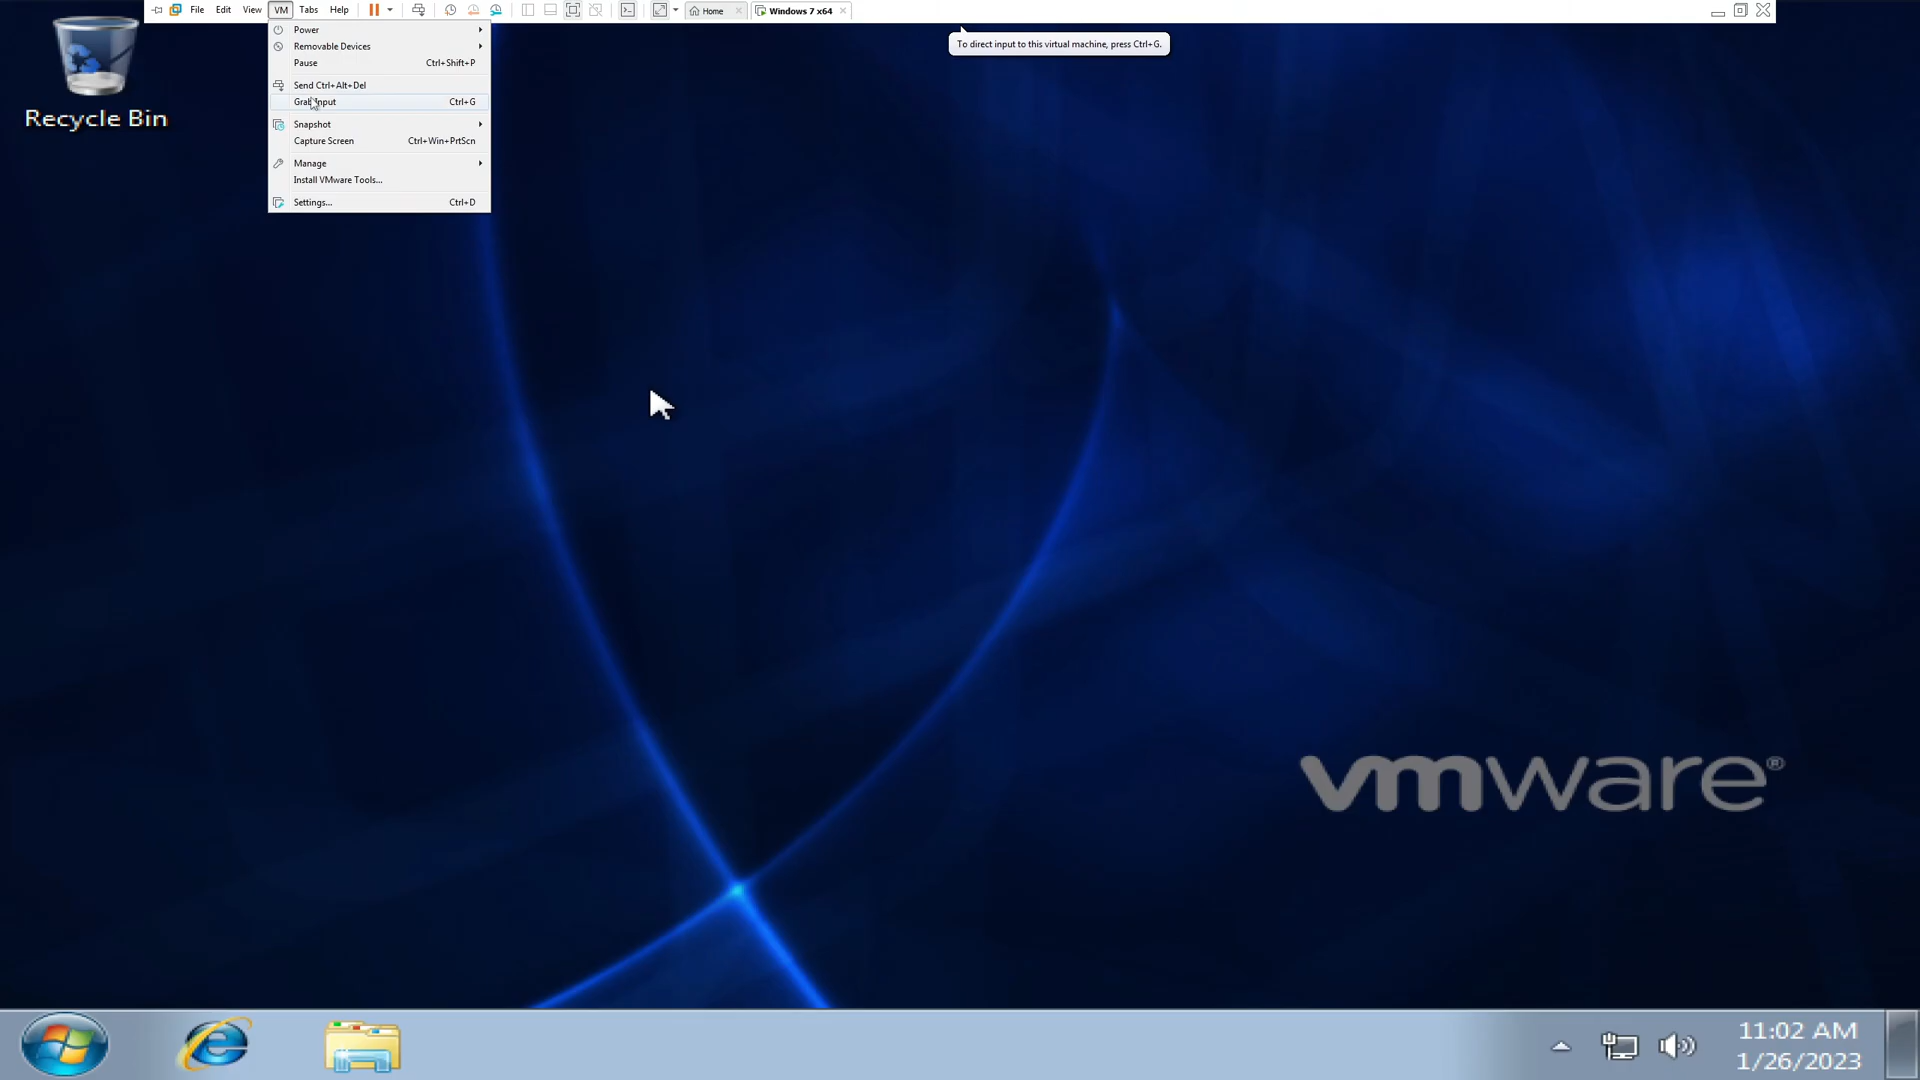 File Edit View VM Tabs Help Home Windows 7 x64
To direct input to this virtual machine, press Ctrl+G.
Power
Removable Devices
Pause Ctrl+Shift+P
Send Ctrl+Alt+Del
Grab Input Ctrl+G
Snapshot
Capture Screen Ctrl+Win+PrtScn
Manage
Install VMware Tools...
Settings... Ctrl+D
Recycle Bin
vmware®
11:02 AM
1/26/2023